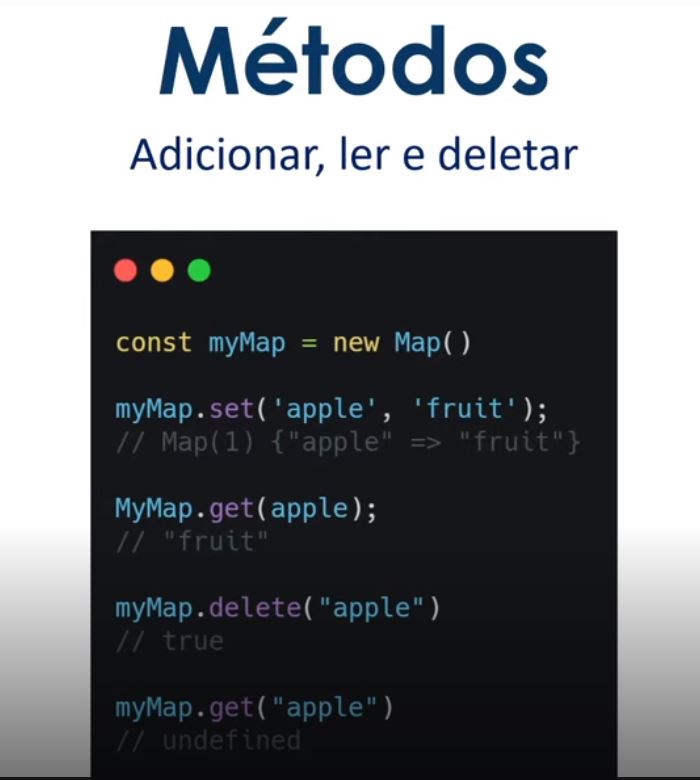 Métodos
Adicionar, ler e deletar
const myMap = new Map()
myMap.set('apple', 'fruit');
// Map(1) {"apple" => "fruit"}
MyMap.get(apple);
// "fruit"
myMap.delete("apple")
// true
myMap.get("apple")
// undefined